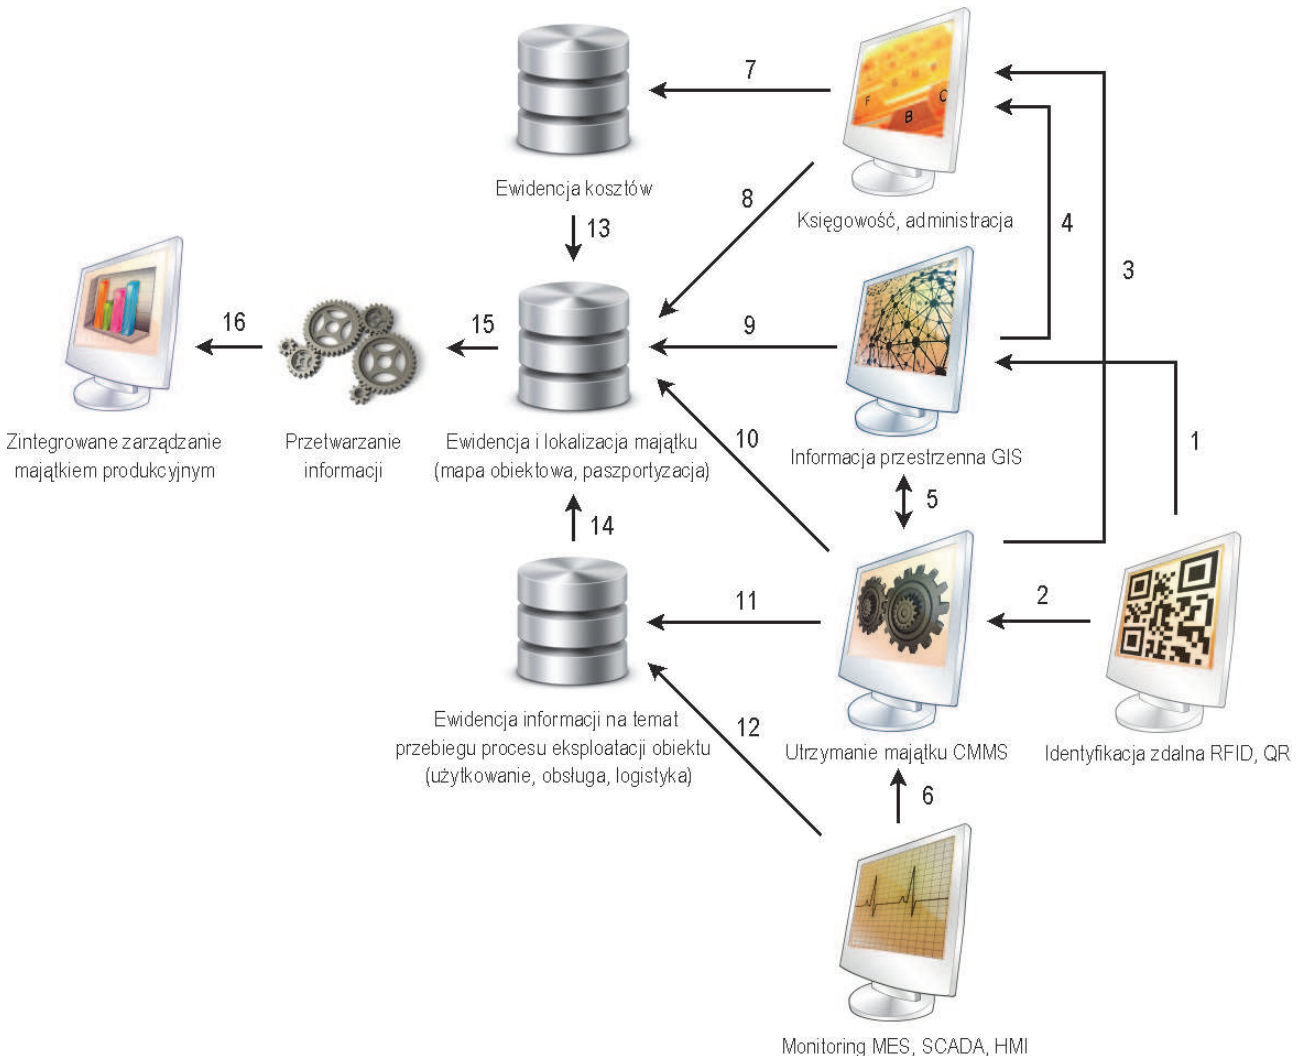 7
F
B
C
Ewidencja kosztów
8
Księgowość, administracja
4
13
3
16
15
9
Zintegrowane zarządzanie
majątkiem produkcyjnym
Przetwarzanie
informacji
Ewidencja i lokalizacja majątku
(mapa obiektowa, paszportyzacja)
10
Informacja przestrzenna GIS
1
5
14
11
2
Ewidencja informacji na temat
przebiegu procesu eksploatacji obiektu
(użytkowanie, obsługa, logistyka)
12
Utrzymanie majątku CMMS
Identyfikacja zdalna RFID, QR
6
Monitoring MES, SCADA, HMI